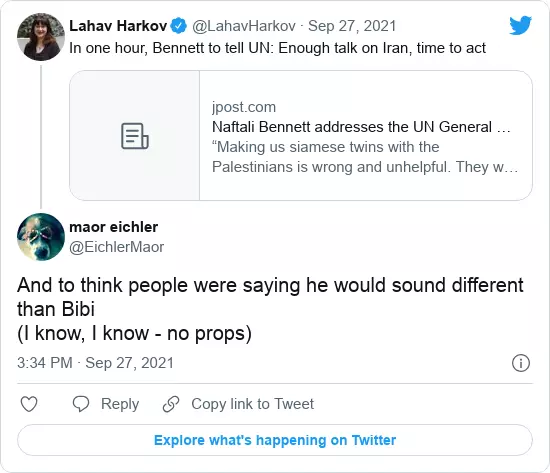 Lahav Harkov @LahavHarkov · Sep 27, 2021
In one hour, Bennett to tell UN: Enough talk on Iran, time to act
jpost.com
Naftali Bennett addresses the UN General ...
“Making us siamese twins with the
Palestinians is wrong and unhelpful. They w...
maor eichler
@EichlerMaor
And to think people were saying he would sound different
than Bibi
(I know, I know - no props)
3:34 PM · Sep 27, 2021
Reply
Copy link to Tweet
Explore what's happening on Twitter